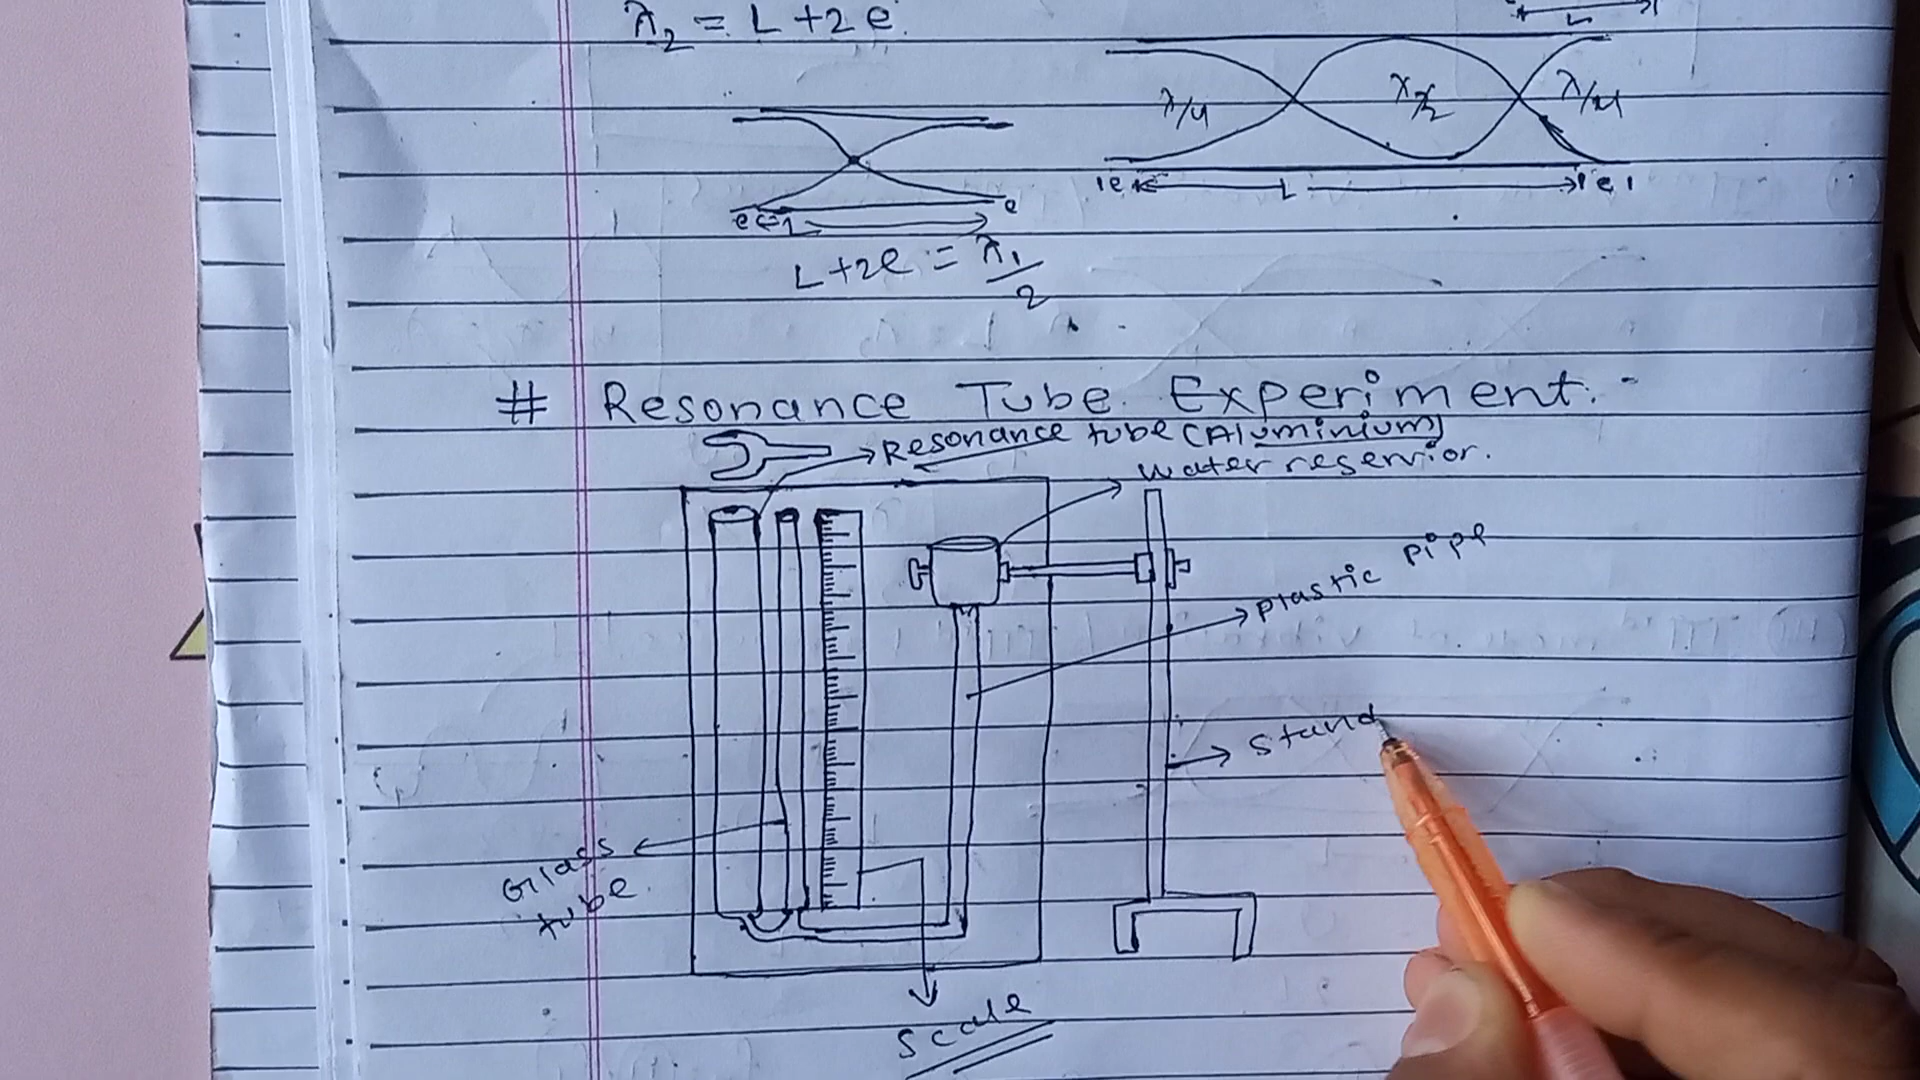 λ₂ = L + 2e
L
λ/4
λ/2
λ/4
e L e
e L e
L + 2e = λ₁/2
# Resonance Tube Experiment:-
Resonance tube (Aluminium)
water reservior.
plastic pipe
stand
Glass
tube
scale